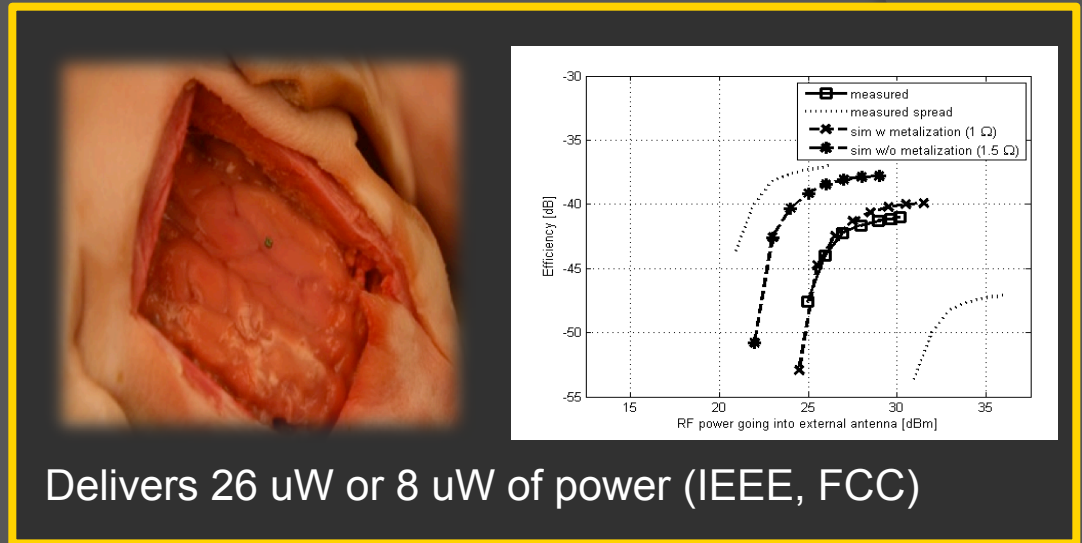 -30
-35
-40
-45
-50
-55
Efficiency [dB]
measured
measured spread
sim w metalization (1 Ω)
sim w/o metalization (1.5 Ω)
15 20 25 30 35
RF power going into external antenna [dBm]
Delivers 26 uW or 8 uW of power (IEEE, FCC)